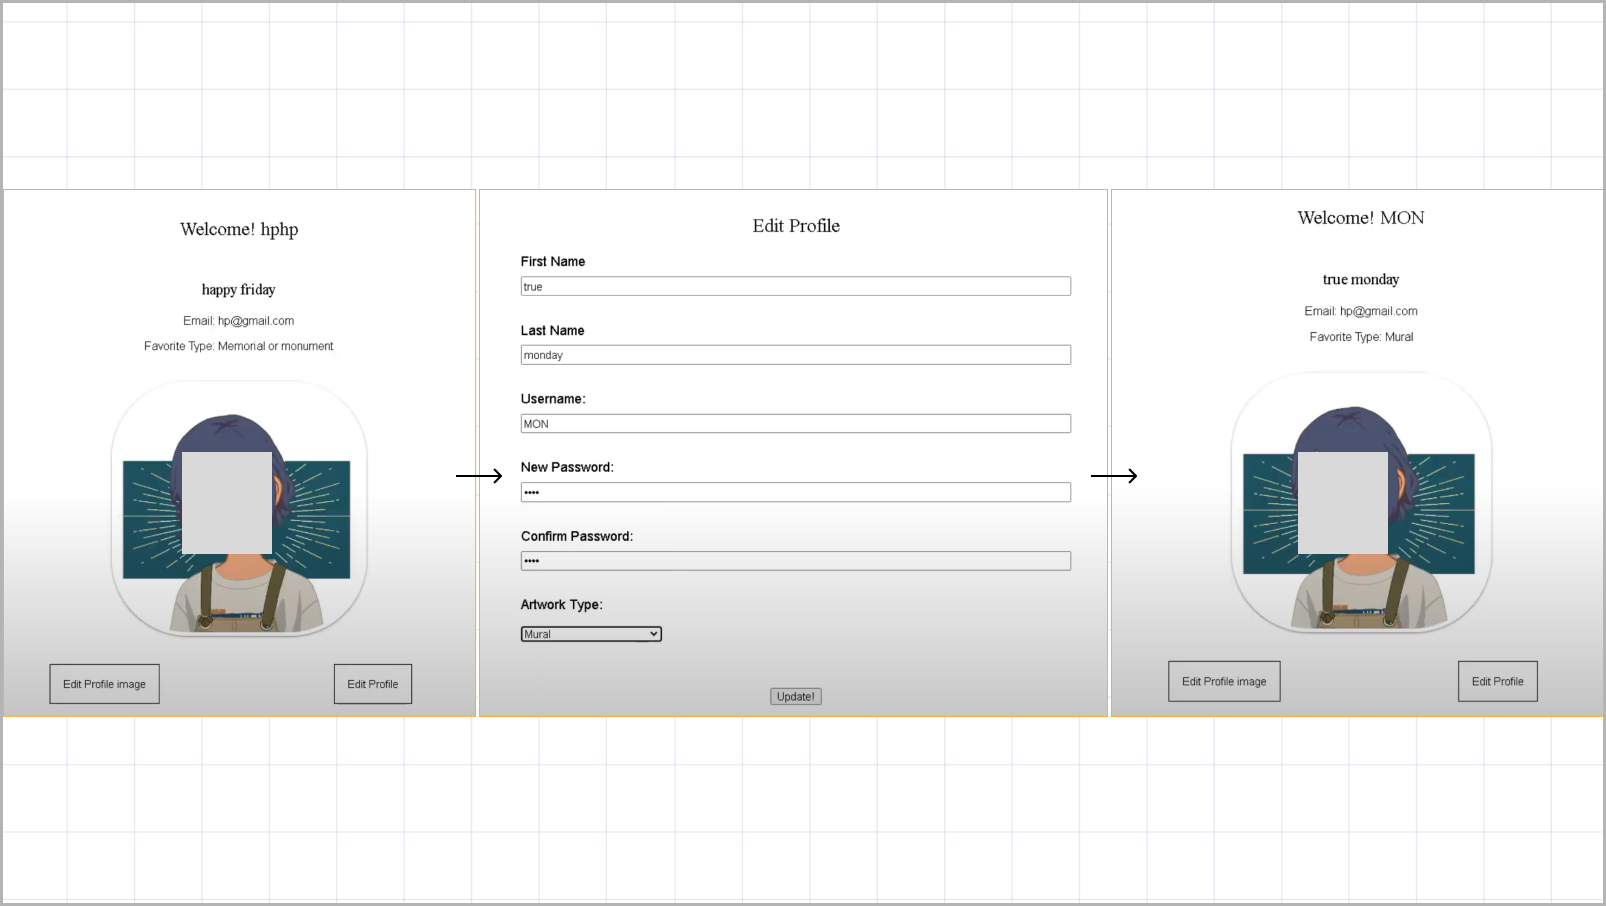 Welcome! hphp
happy friday
Email: hp@gmail.com
Favorite Type: Memorial or monument
Edit Profile image
Edit Profile
Edit Profile
First Name
true
Last Name
monday
Username:
MON
New Password:
••••
Confirm Password:
••••
Artwork Type:
Mural
Update!
Welcome! MON
true monday
Email: hp@gmail.com
Favorite Type: Mural
Edit Profile image
Edit Profile